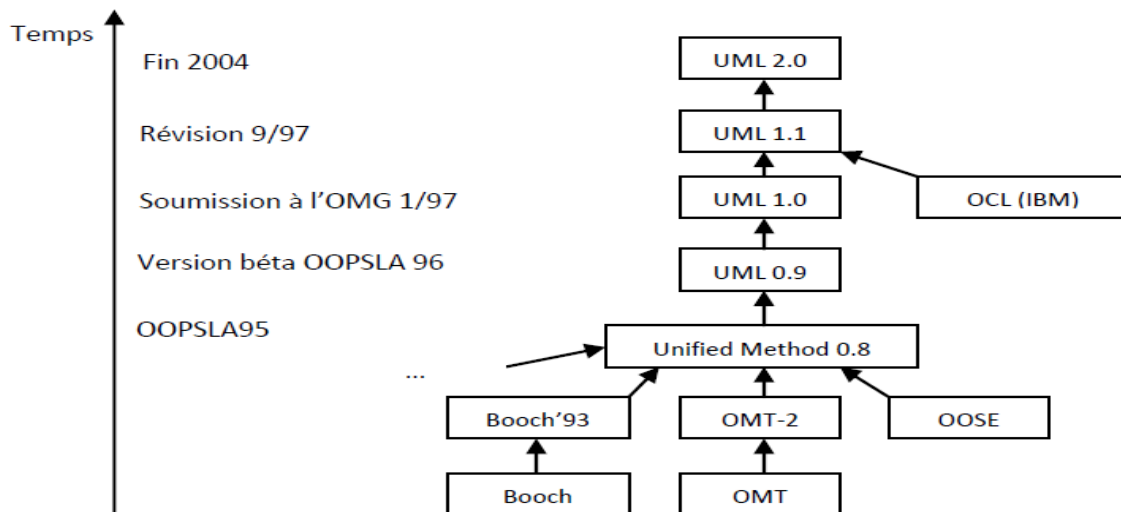 Temps
Fin 2004
UML 2.0
Révision 9/97
UML 1.1
Soumission à l’OMG 1/97
UML 1.0
OCL (IBM)
Version béta OOPSLA 96
UML 0.9
OOPSLA95
Unified Method 0.8
...
Booch’93
OMT-2
OOSE
Booch
OMT